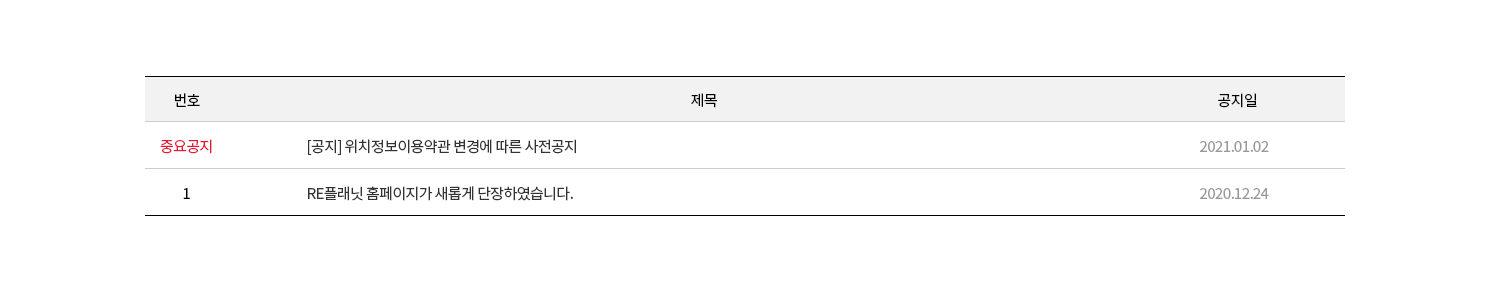 번호 제목 공지일
중요공지 [공지] 위치정보이용약관 변경에 따른 사전공지 2021.01.02
1 RE플래닛 홈페이지가 새롭게 단장하였습니다. 2020.12.24